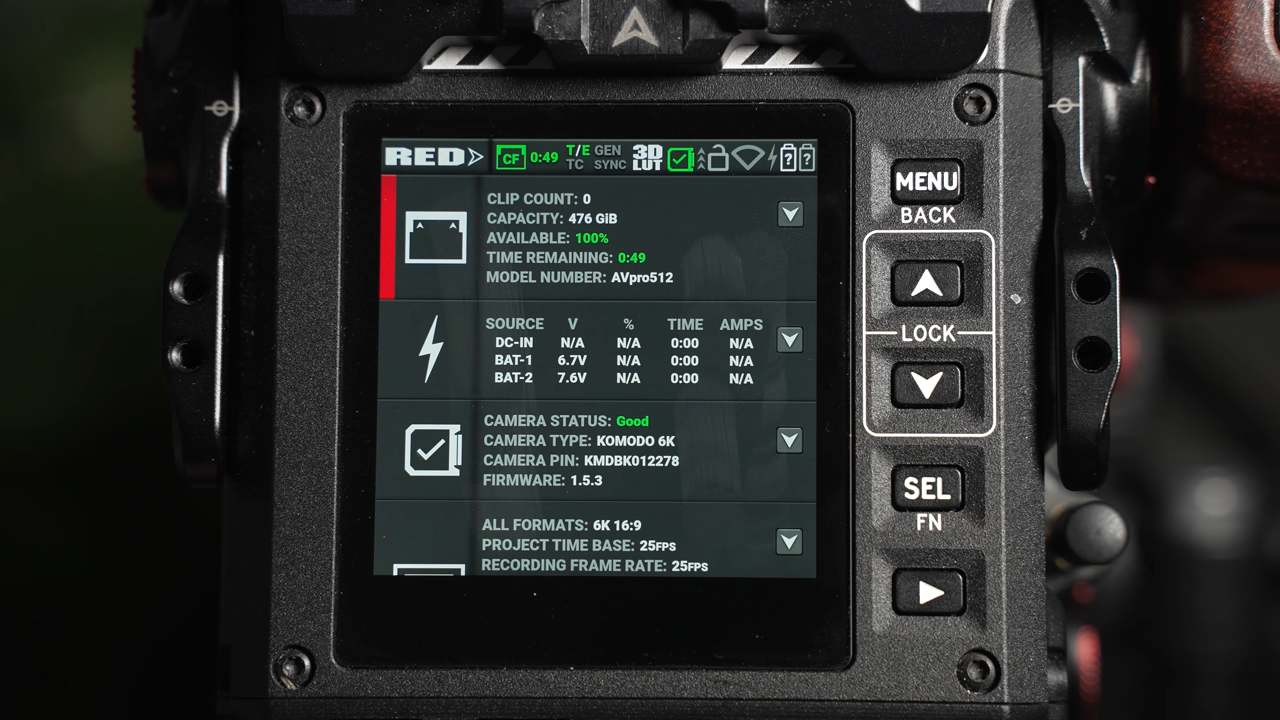 RED CF 0:49 T/E TC GEN SYNC 3D LUT ? ?
CLIP COUNT: 0
CAPACITY: 476 GiB
AVAILABLE: 100%
TIME REMAINING: 0:49
MODEL NUMBER: AVpro512
SOURCE V % TIME AMPS
DC-IN N/A N/A 0:00 N/A
BAT-1 6.7V N/A 0:00 N/A
BAT-2 7.6V N/A 0:00 N/A
CAMERA STATUS: Good
CAMERA TYPE: KOMODO 6K
CAMERA PIN: KMDBK012278
FIRMWARE: 1.5.3
ALL FORMATS: 6K 16:9
PROJECT TIME BASE: 25FPS
RECORDING FRAME RATE: 25FPS
MENU
BACK
LOCK
SEL
FN